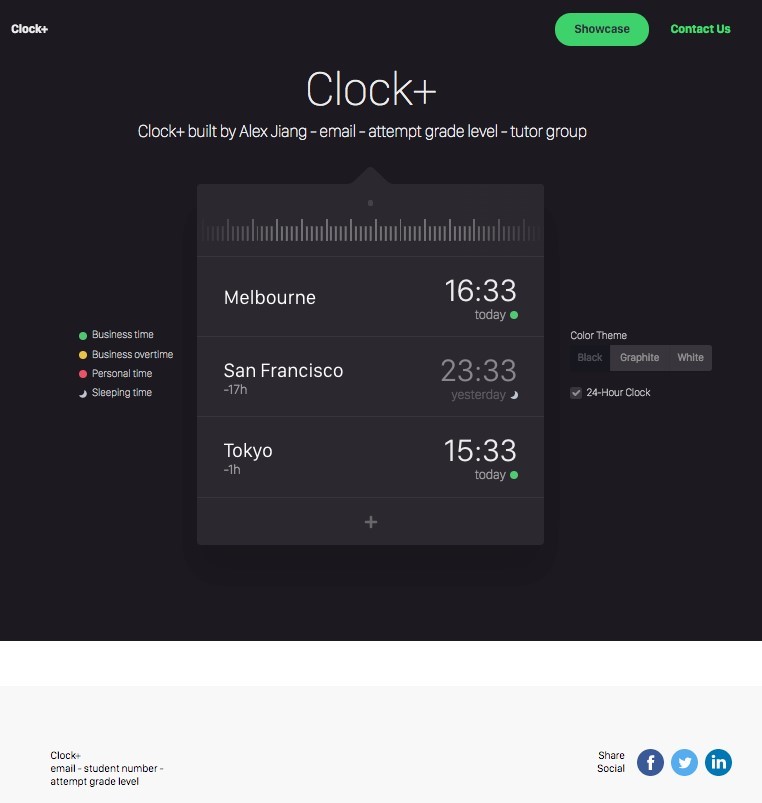 Clock+
Showcase
Contact Us
Clock+
Clock+ built by Alex Jiang - email - attempt grade level - tutor group
Melbourne
16:33
today
San Francisco
-17h
23:33
yesterday
Tokyo
-1h
15:33
today
+
Business time
Business overtime
Personal time
Sleeping time
Color Theme
Black Graphite White
24-Hour Clock
Clock+
email - student number -
attempt grade level
Share
Social
f
in